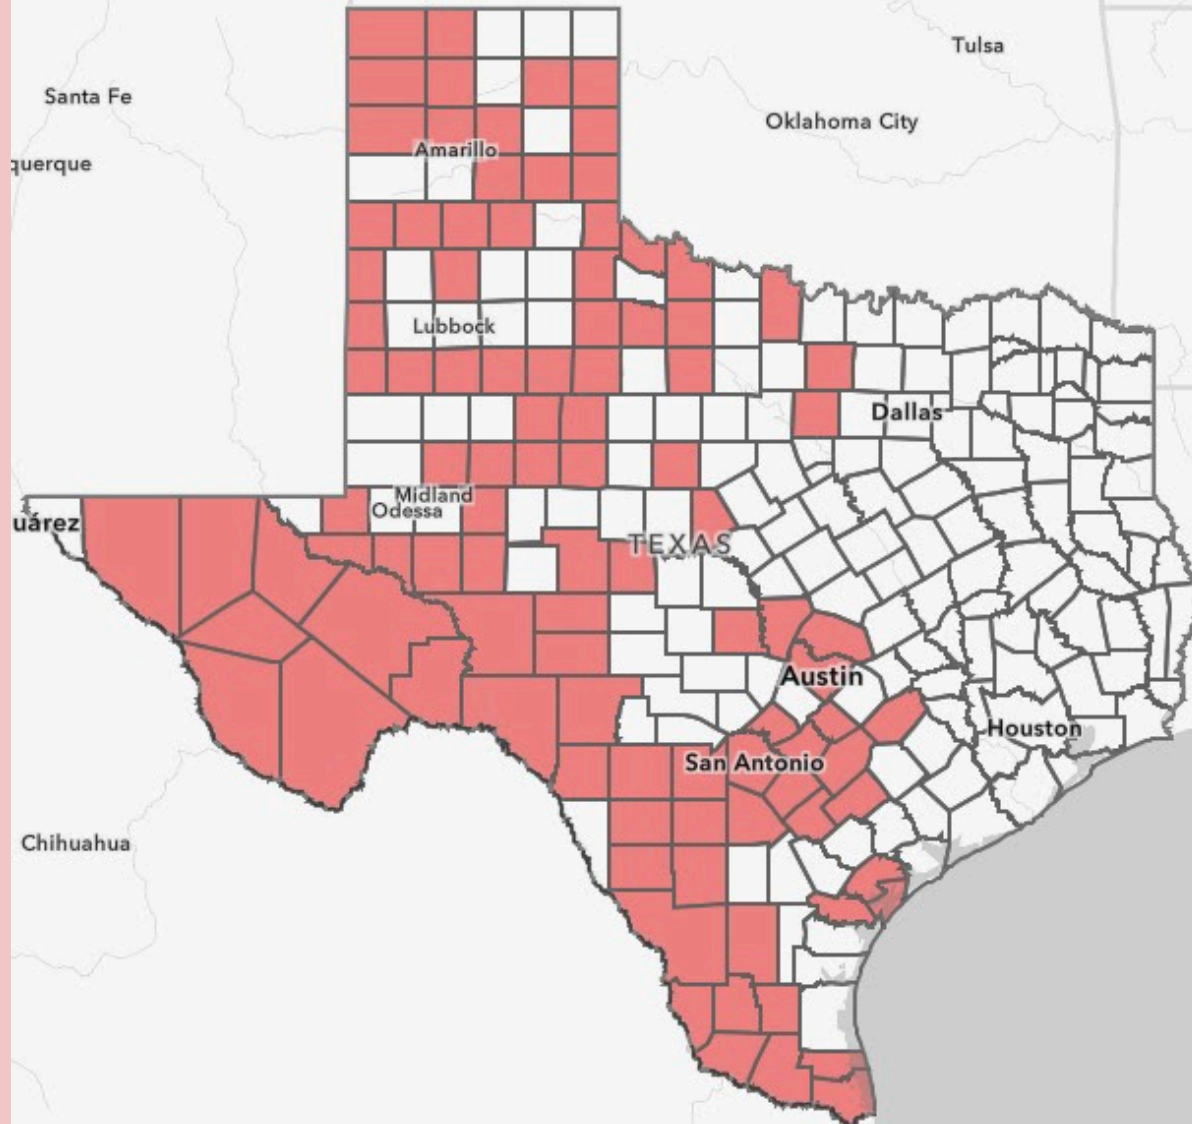 Tulsa
Santa Fe
Oklahoma City
Amarillo
querque
Lubbock
Dallas
Midland
Odessa
uárez
TEXAS
Austin
Houston
San Antonio
Chihuahua